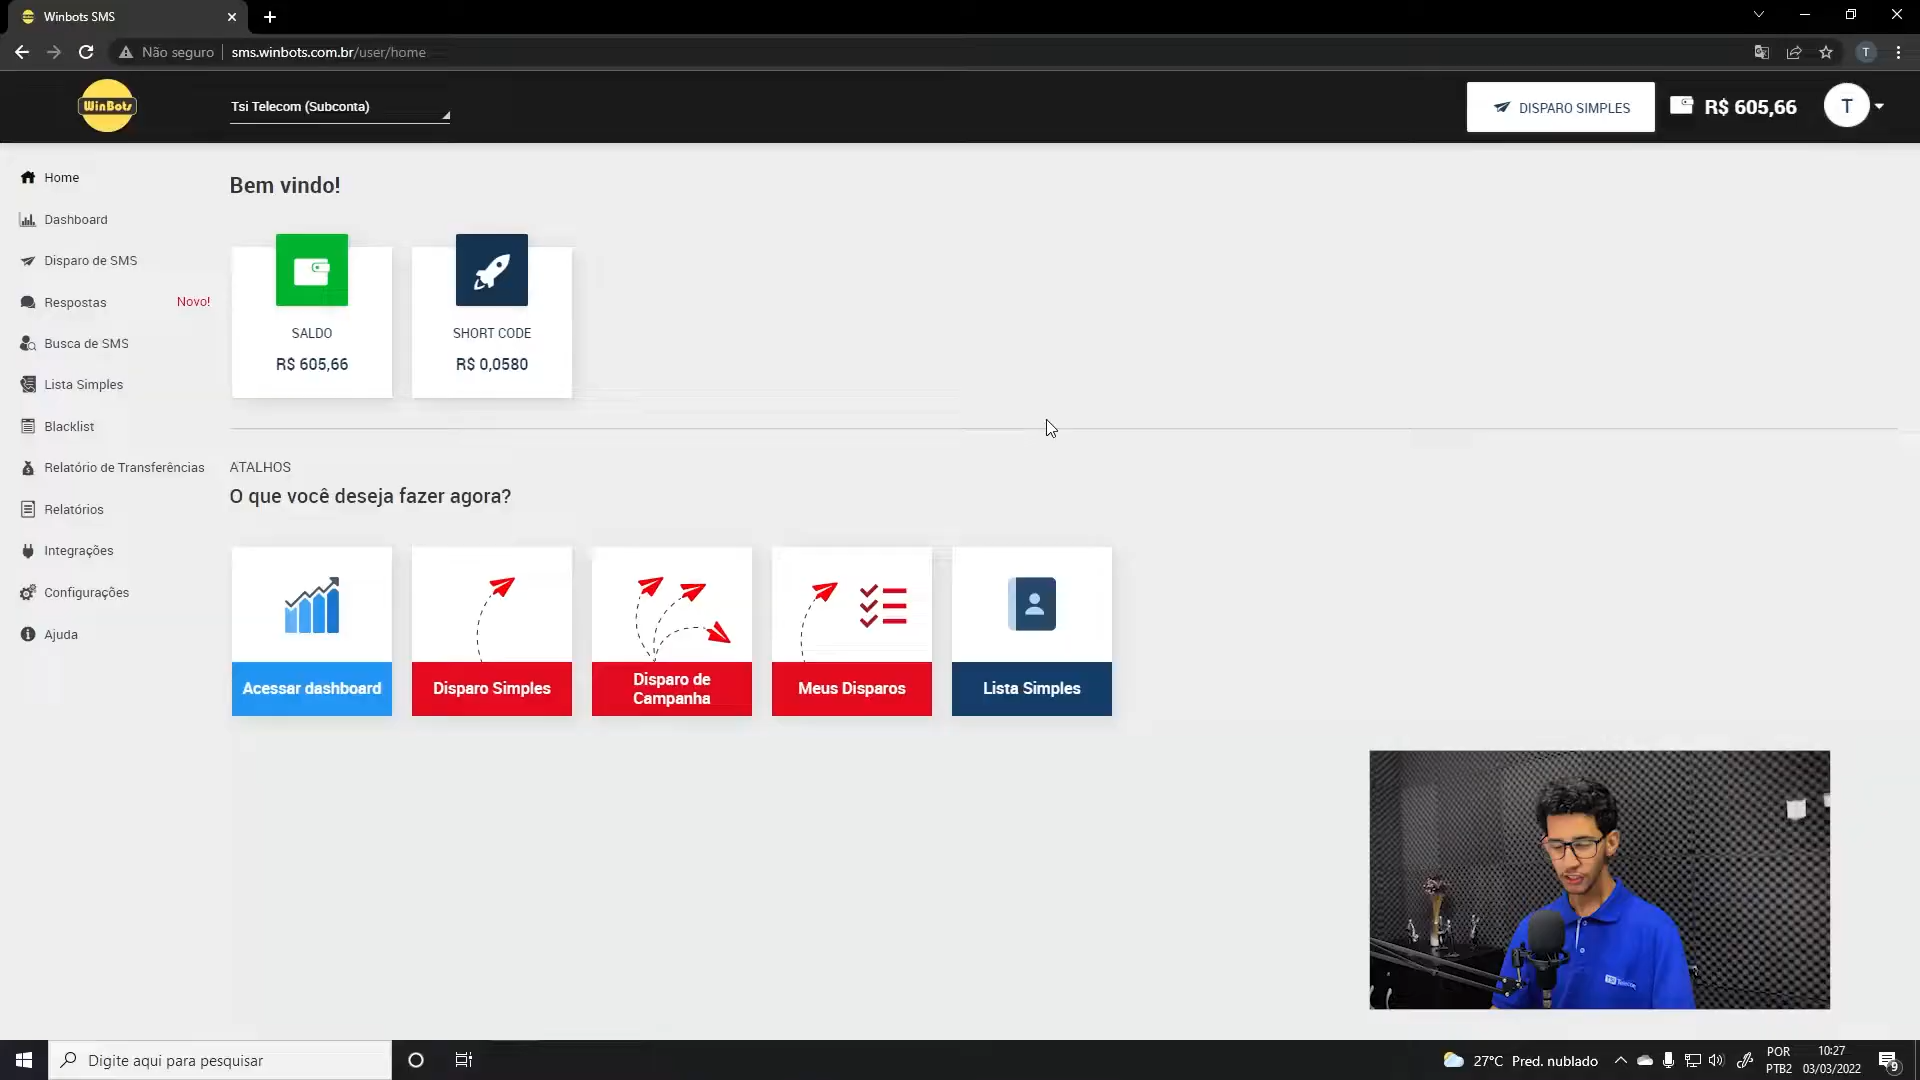 Winbots SMS
Não seguro
sms.winbots.com.br/user/home
T
WinBots
Tsi Telecom (Subconta)
DISPARO SIMPLES
R$ 605,66
T
Home
Dashboard
Disparo de SMS
Respostas
Novo!
Busca de SMS
Lista Simples
Blacklist
Relatório de Transferências
Relatórios
Integrações
Configurações
Ajuda
Bem vindo!
SALDO
R$ 605,66
SHORT CODE
R$ 0,0580
ATALHOS
O que você deseja fazer agora?
Acessar dashboard
Disparo Simples
Disparo de
Campanha
Meus Disparos
Lista Simples
TSI Telecom
Digite aqui para pesquisar
27°C Pred. nublado
POR
PTB2
10:27
03/03/2022
9